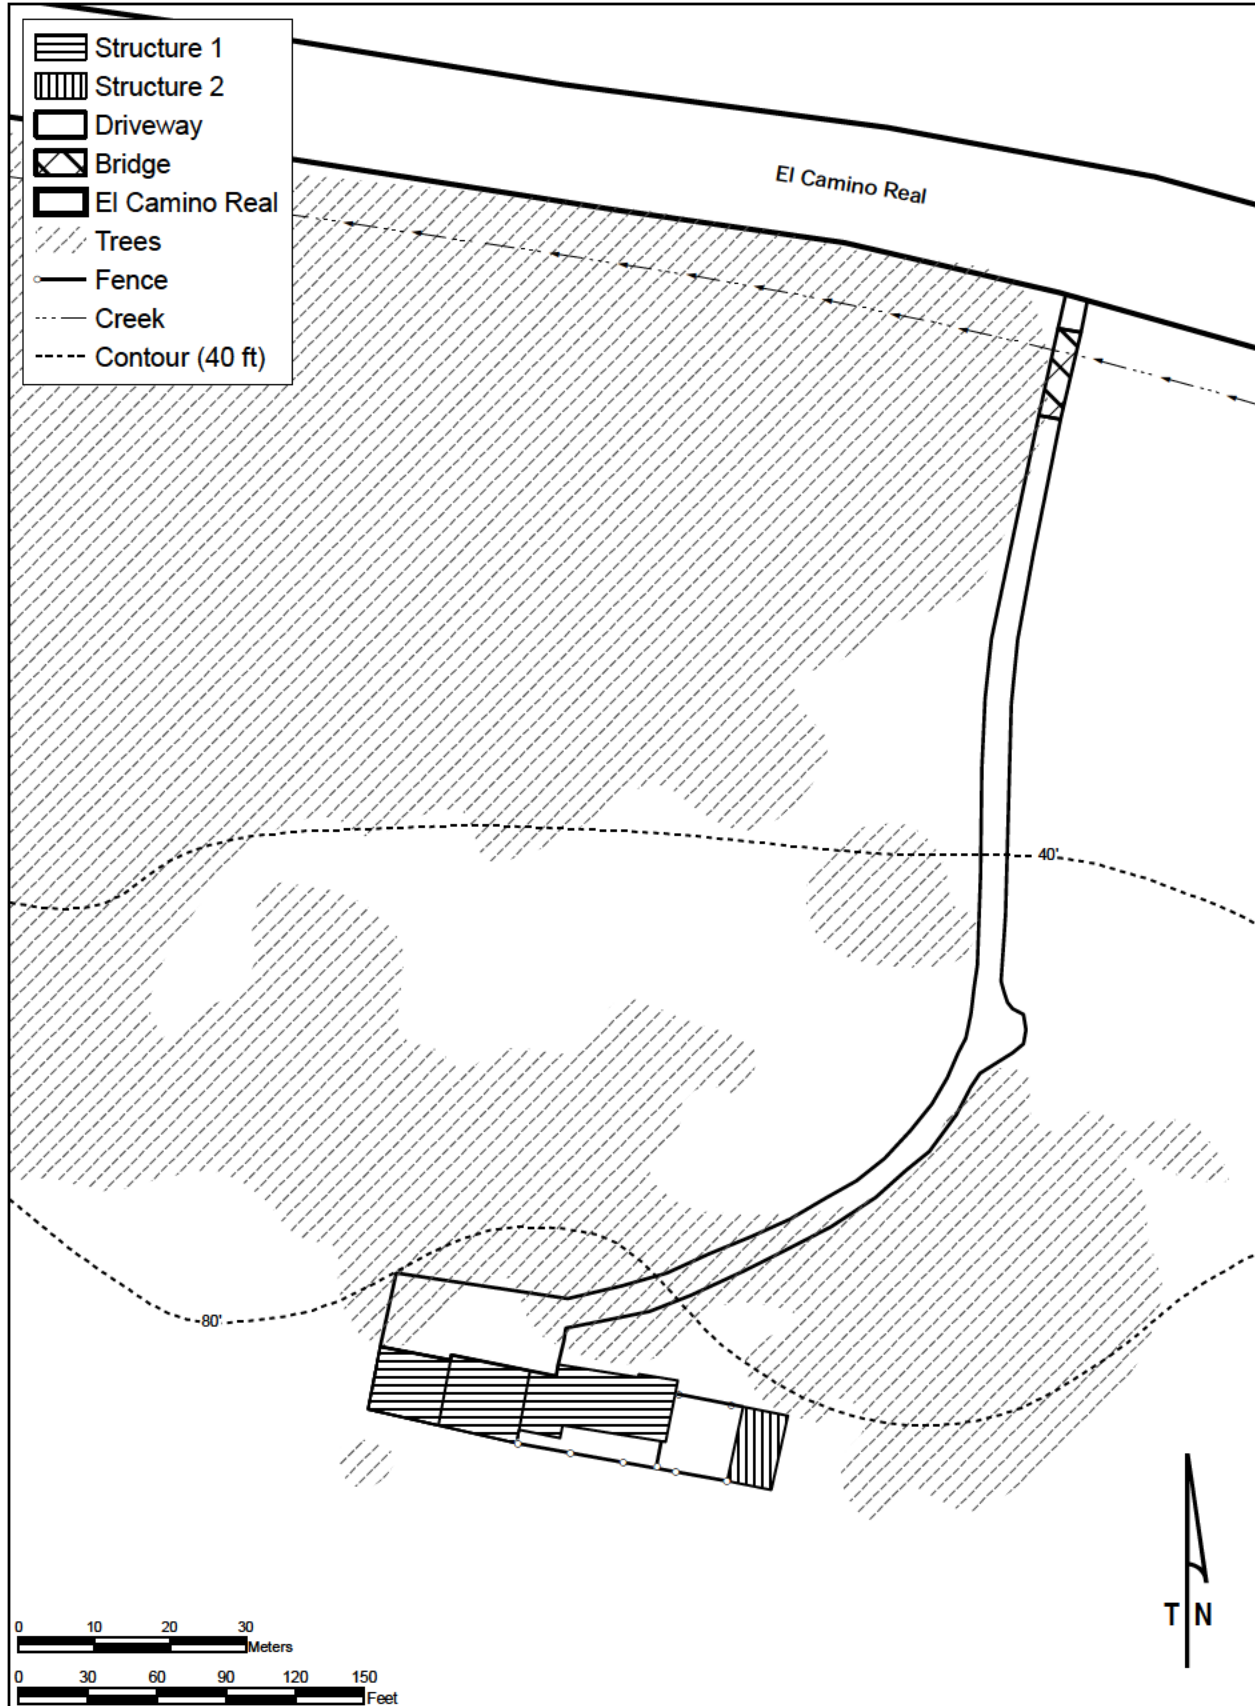 Structure 1
Structure 2
Driveway
Bridge
El Camino Real
Trees
Fence
Creek
Contour (40 ft)
El Camino Real
40'
80'
T N
0 10 20 30
Meters
0 30 60 90 120 150
Feet